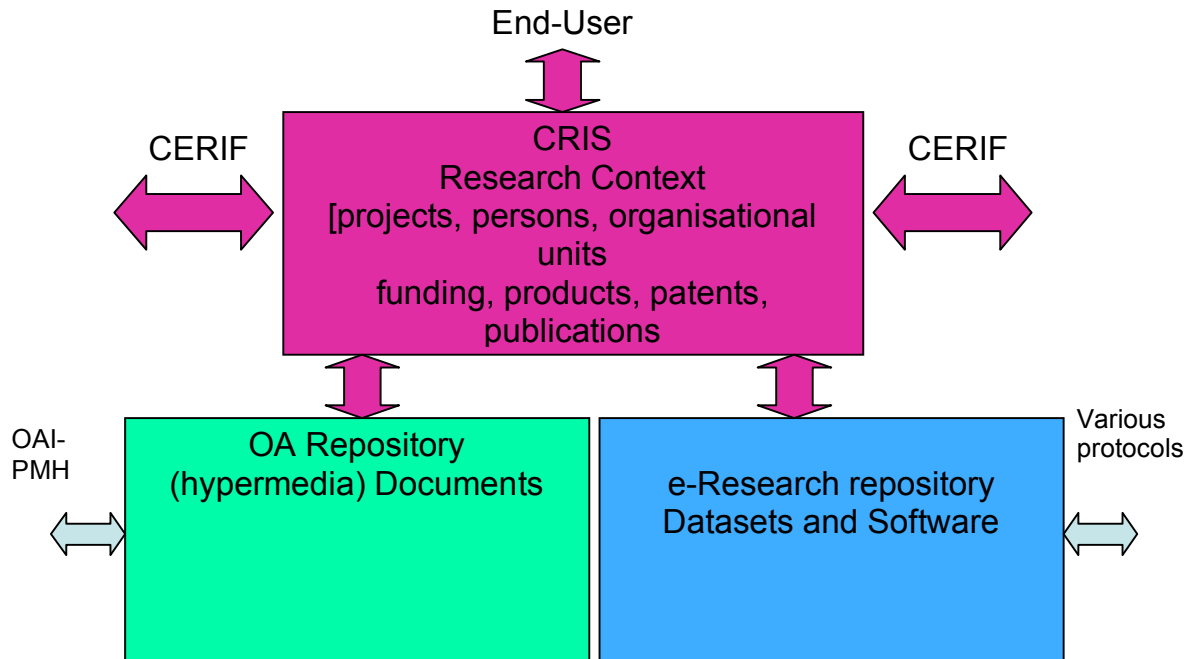 End-User
CERIF
CRIS
Research Context
[projects, persons, organisational
units
funding, products, patents,
publications
CERIF
OAI-
PMH
OA Repository
(hypermedia) Documents
e-Research repository
Datasets and Software
Various
protocols